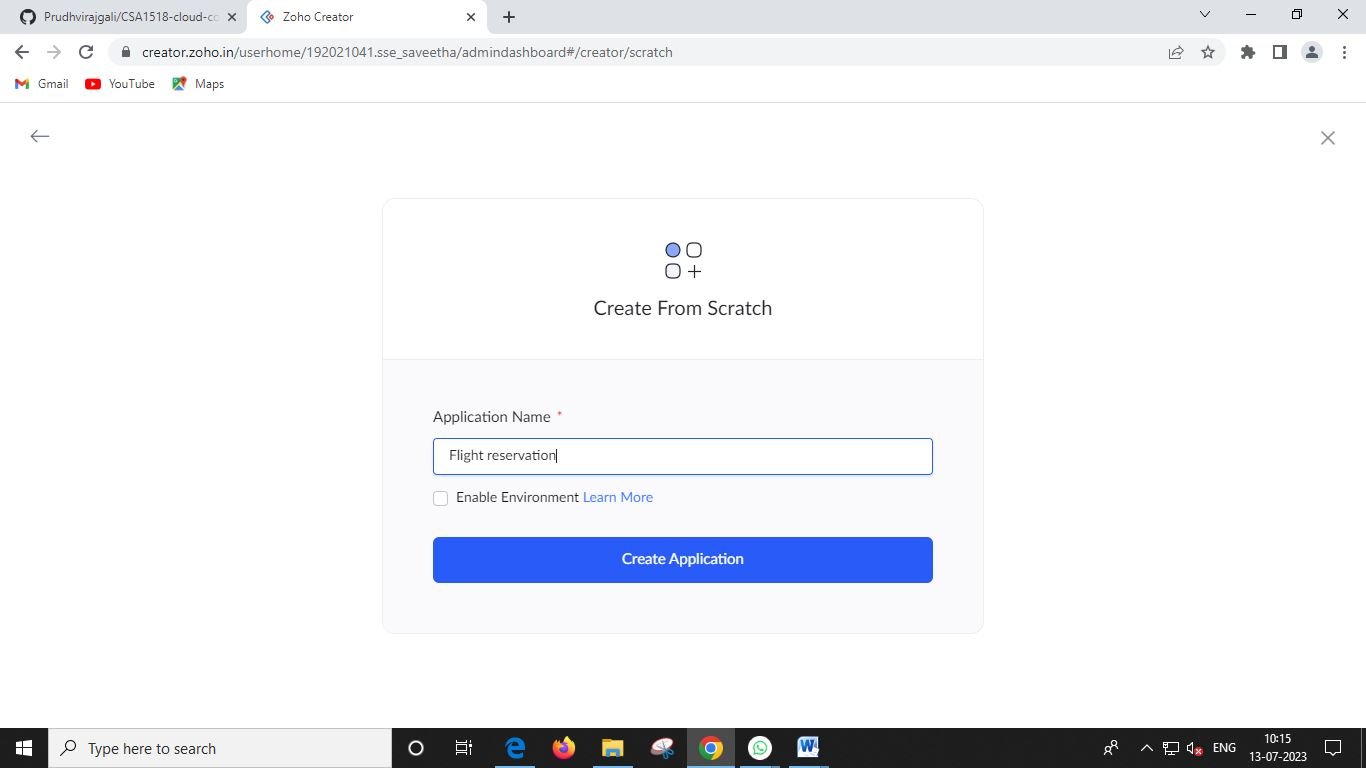 Prudhvirajgali/CSA1518-cloud-co
Zoho Creator
creator.zoho.in/userhome/192021041.sse_saveetha/admindashboard#/creator/scratch
Gmail YouTube Maps
Create From Scratch
Application Name *
Flight reservation
Enable Environment Learn More
Create Application
Type here to search
ENG
10:15
13-07-2023